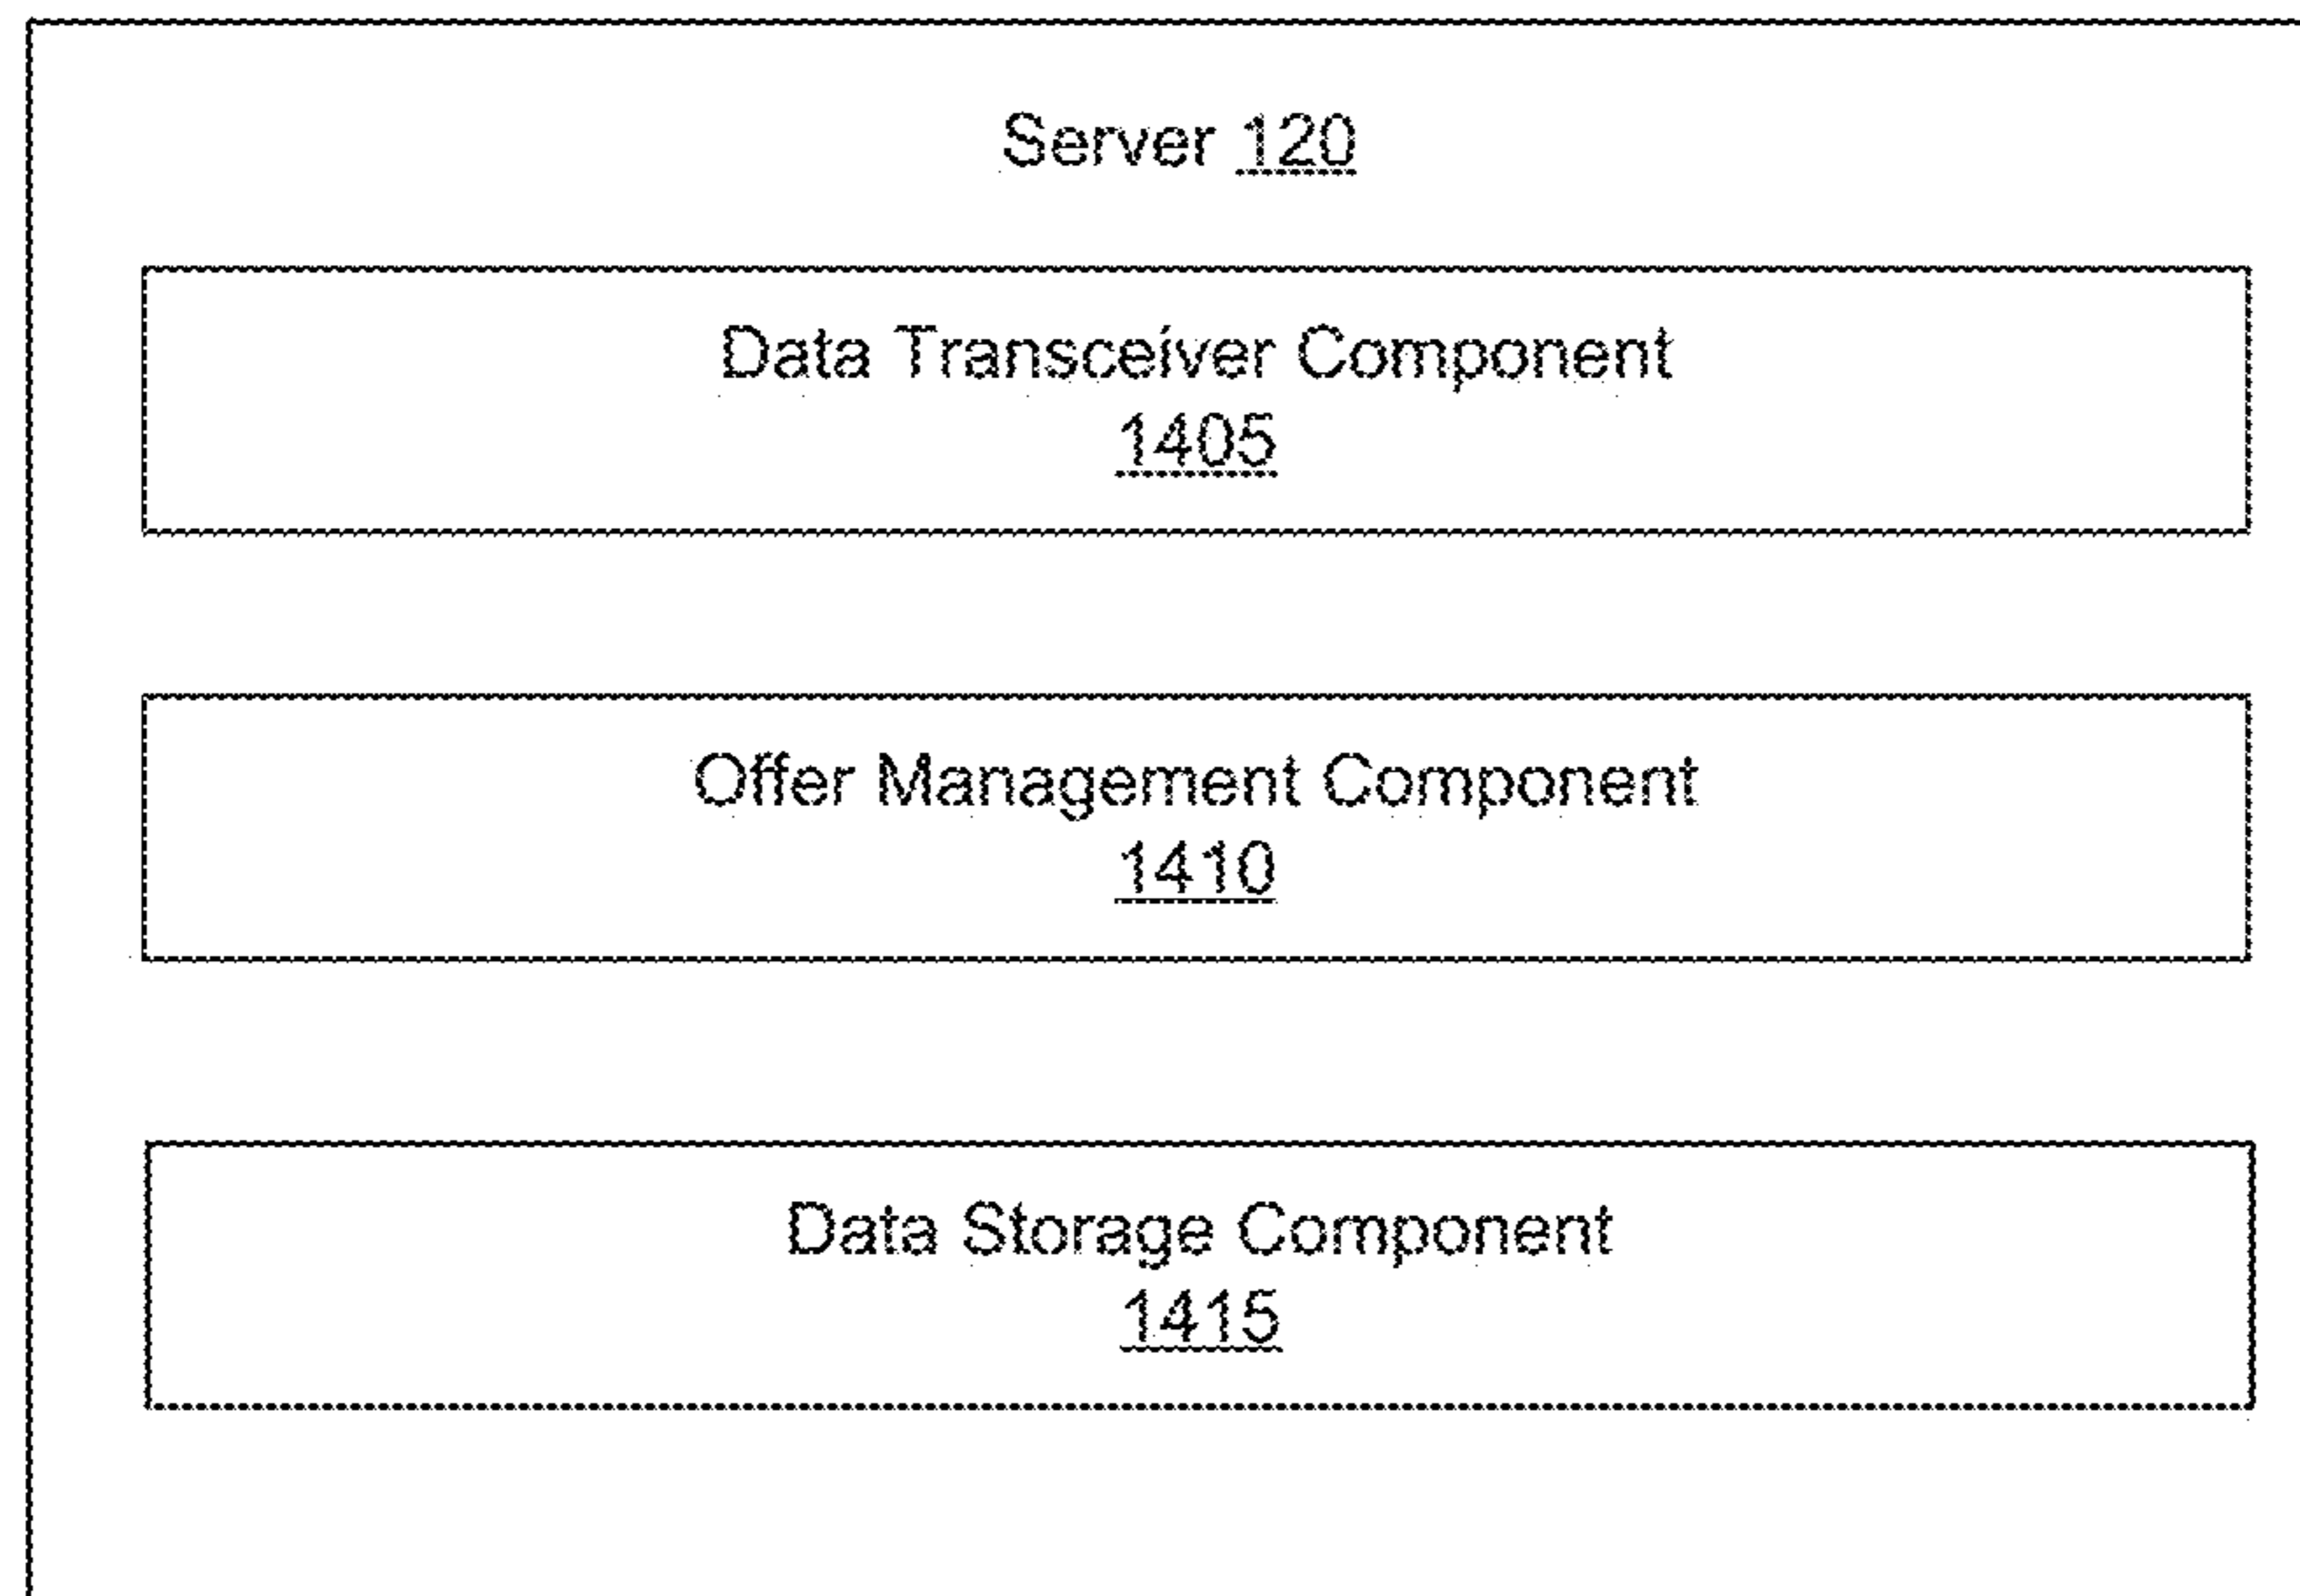 Server 120
Data Transceiver Component
1405
Offer Management Component
1410
Data Storage Component
1415